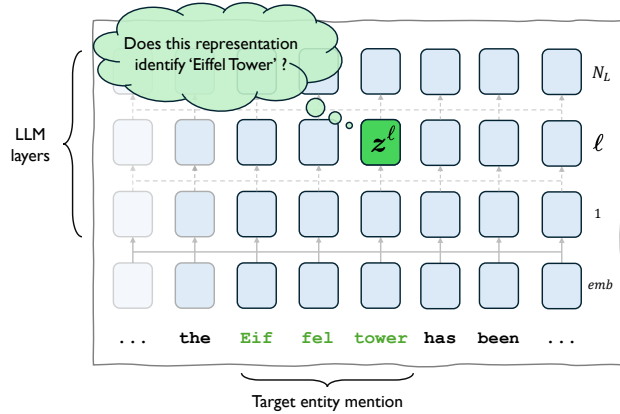 Does this representation
identify ‘Eiffel Tower’ ?
N_L
LLM
layers
z^ℓ
ℓ
1
emb
... the Eif fel tower has been ...
Target entity mention